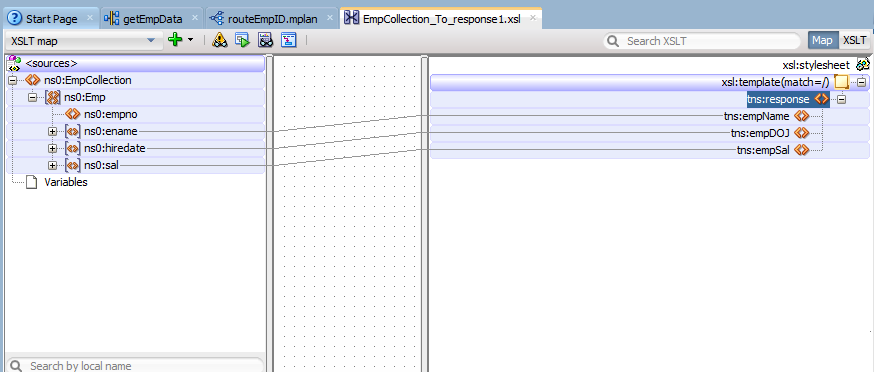 Start Page
getEmpData
routeEmpID.mplan
EmpCollection_To_response1.xsl
XSLT map
Search XSLT
Map
XSLT
<sources>
ns0:EmpCollection
ns0:Emp
ns0:empno
ns0:ename
ns0:hiredate
ns0:sal
Variables
Search by local name
xsl:stylesheet
xsl:template(match=/)
tns:response
tns:empName
tns:empDOJ
tns:empSal